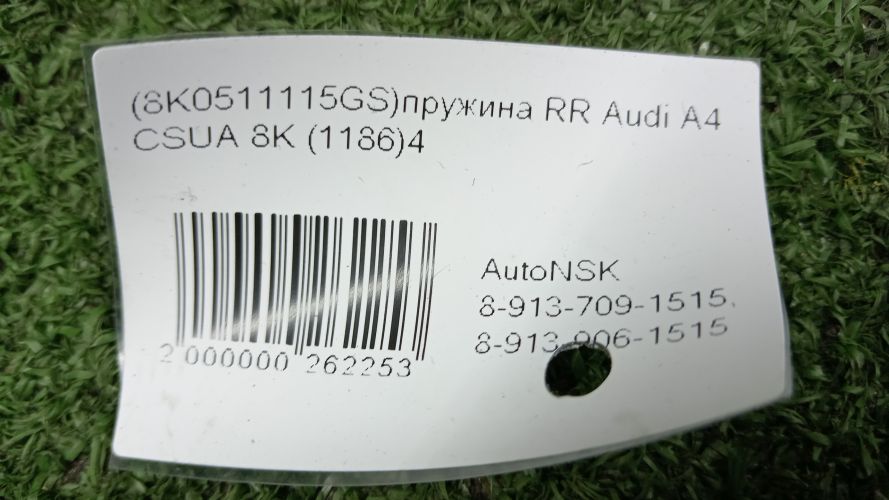 (8K0511115GS)пружина RR Audi A4
CSUA 8K (1186)4
AutoNSK
8-913-709-1515,
8-913-906-1515
2 000000 262253